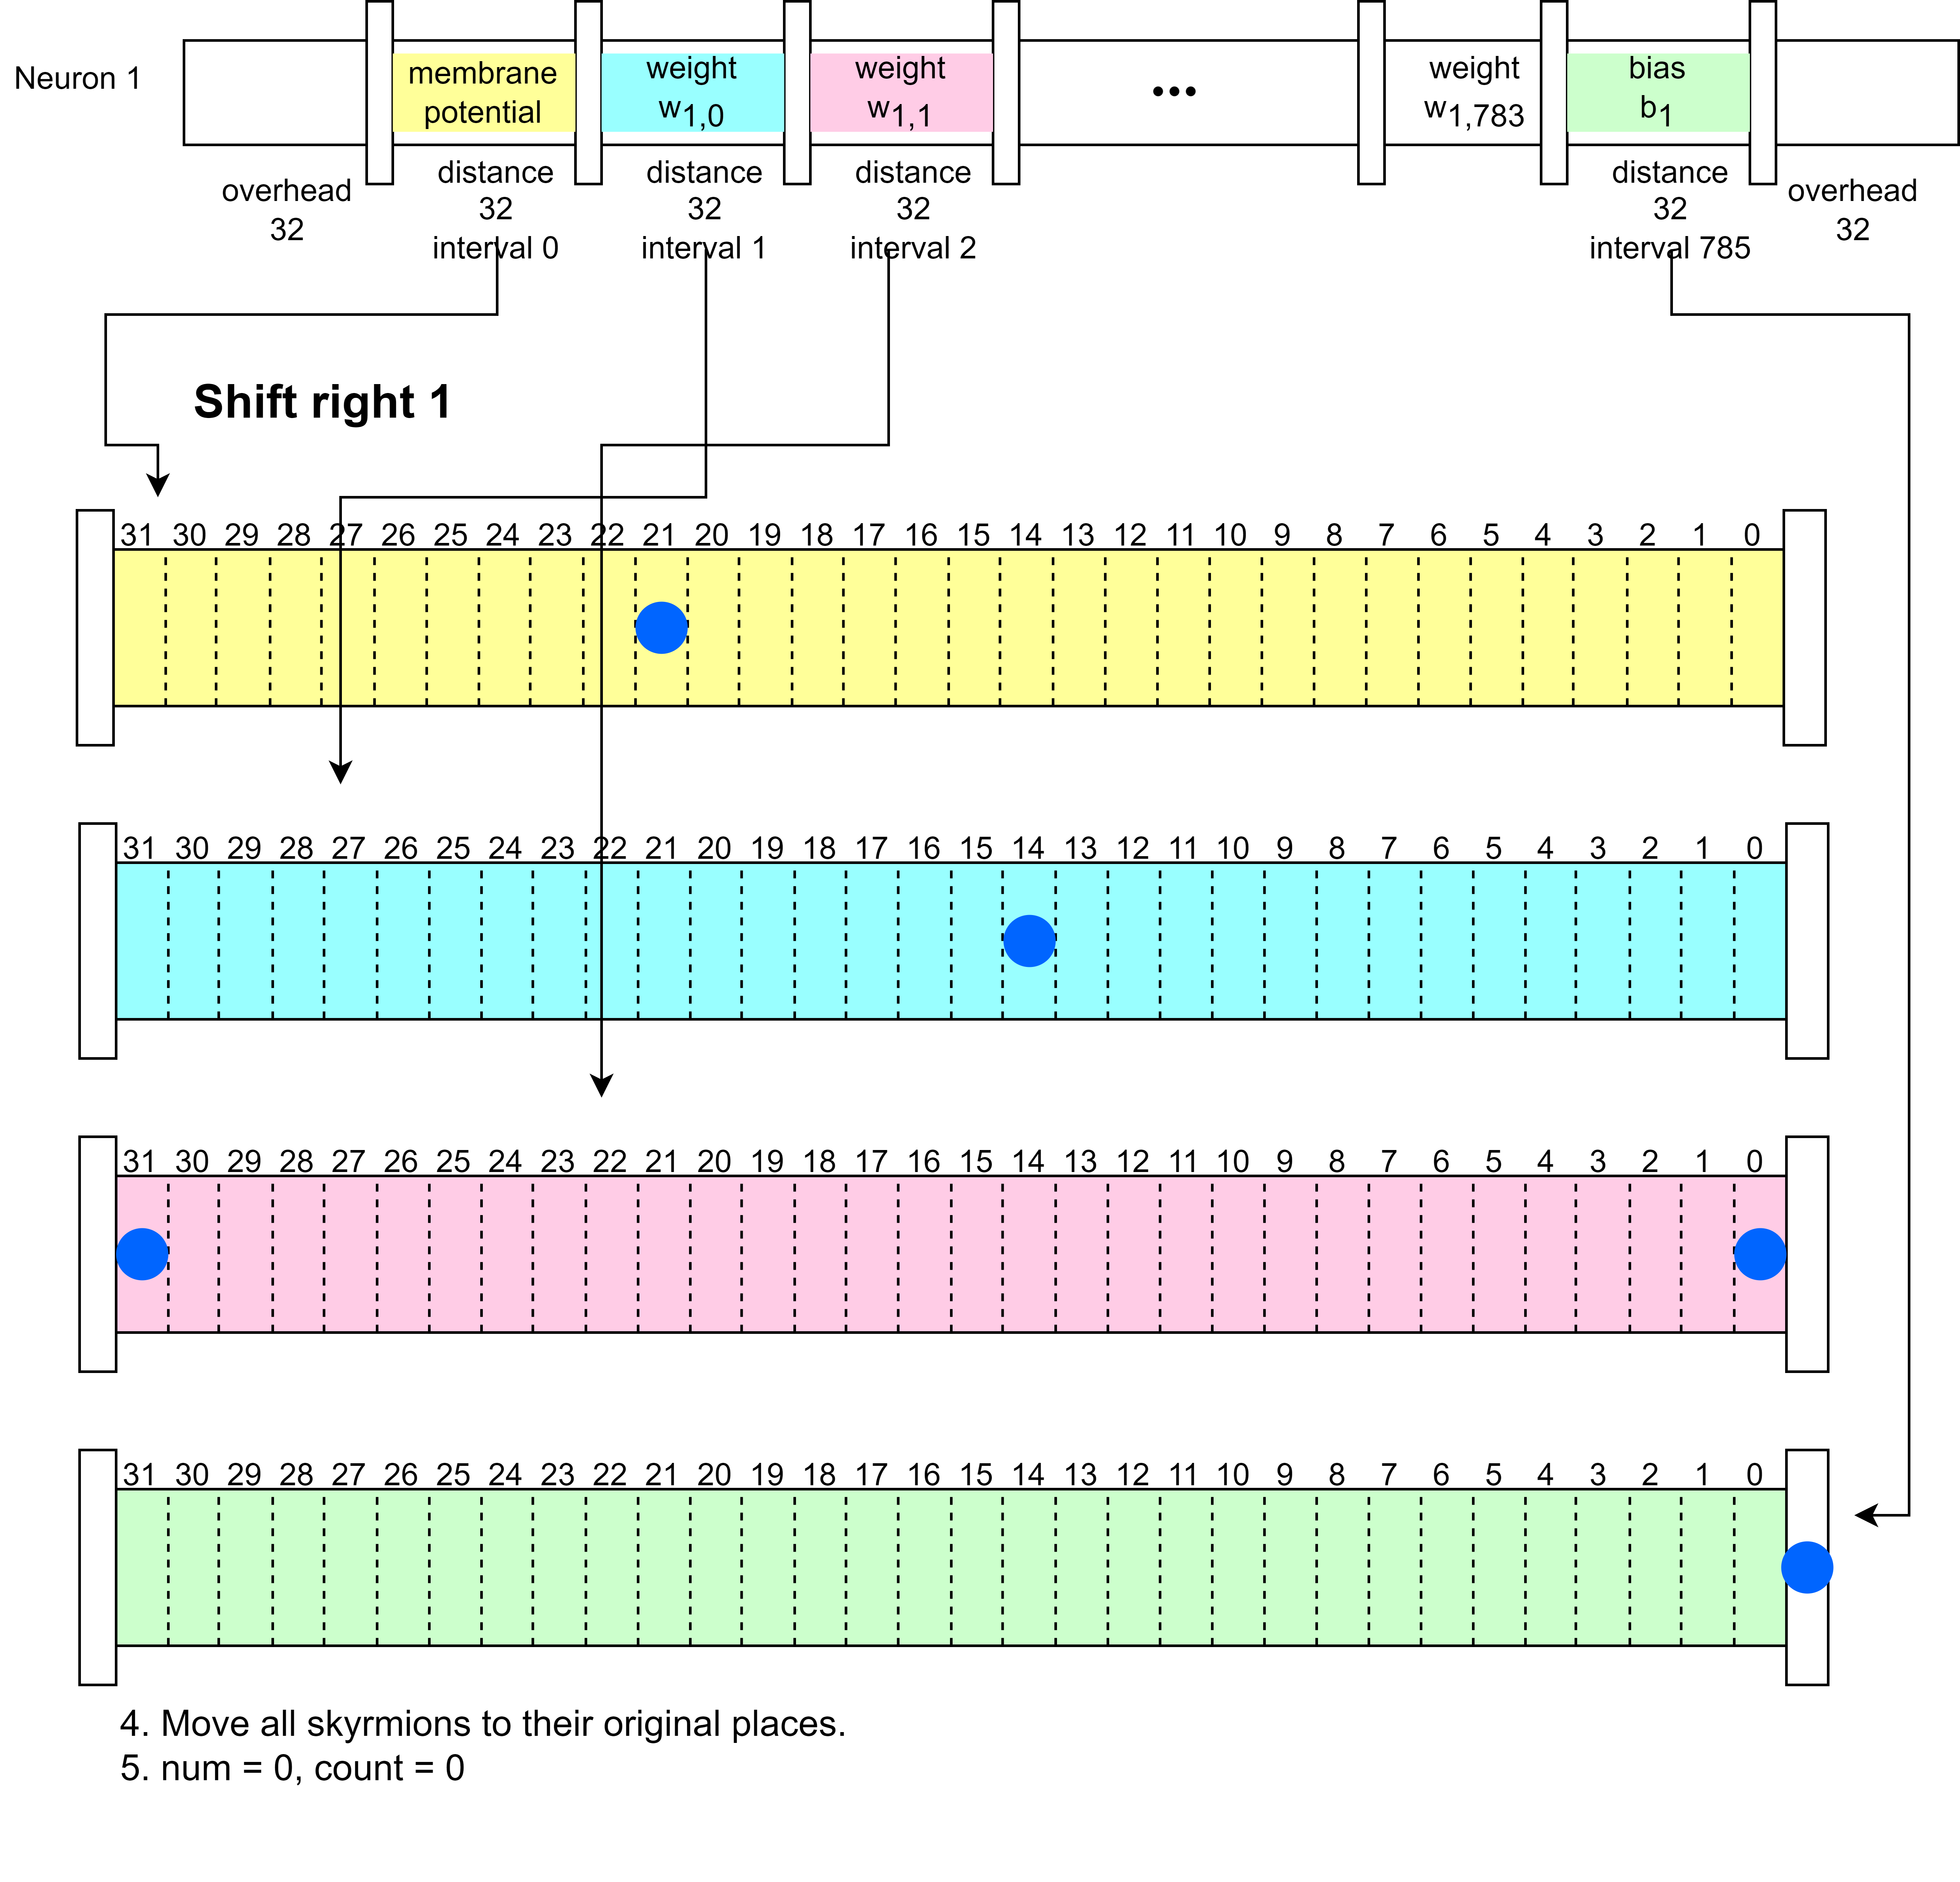 Neuron 1
membrane
potential
weight
w1,0
weight
w1,1
•••
weight
w1,783
bias
b1
overhead
32
distance
32
interval 0
distance
32
interval 1
distance
32
interval 2
distance
32
interval 785
overhead
32
Shift right 1
31 30 29 28 27 26 25 24 23 22 21 20 19 18 17 16 15 14 13 12 11 10 9 8 7 6 5 4 3 2 1 0
31 30 29 28 27 26 25 24 23 22 21 20 19 18 17 16 15 14 13 12 11 10 9 8 7 6 5 4 3 2 1 0
31 30 29 28 27 26 25 24 23 22 21 20 19 18 17 16 15 14 13 12 11 10 9 8 7 6 5 4 3 2 1 0
31 30 29 28 27 26 25 24 23 22 21 20 19 18 17 16 15 14 13 12 11 10 9 8 7 6 5 4 3 2 1 0
4. Move all skyrmions to their original places.
5. num = 0, count = 0